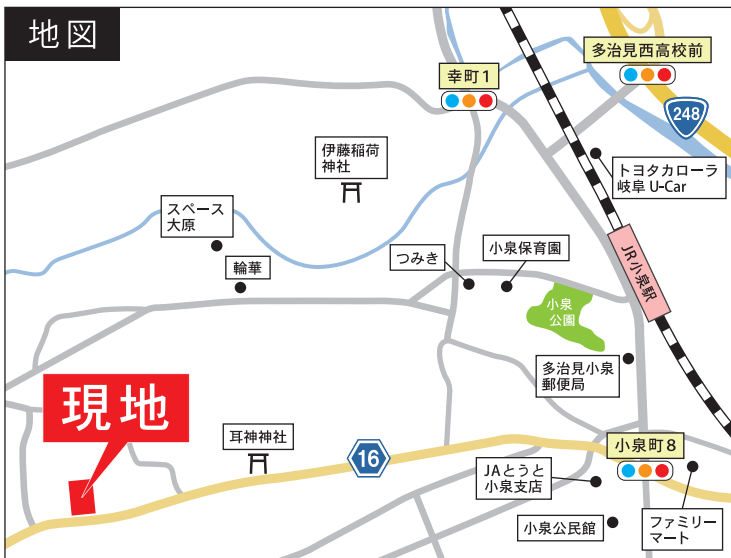 地図
幸町1
多治見西高校前
248
伊藤稲荷
神社
トヨタカローラ
岐阜 U-Car
スペース
大原
輪華
つみき
小泉保育園
JR小泉駅
小泉
公園
多治見小泉
郵便局
現地
耳神神社
16
小泉町8
JAとうと
小泉支店
小泉公民館
ファミリー
マート